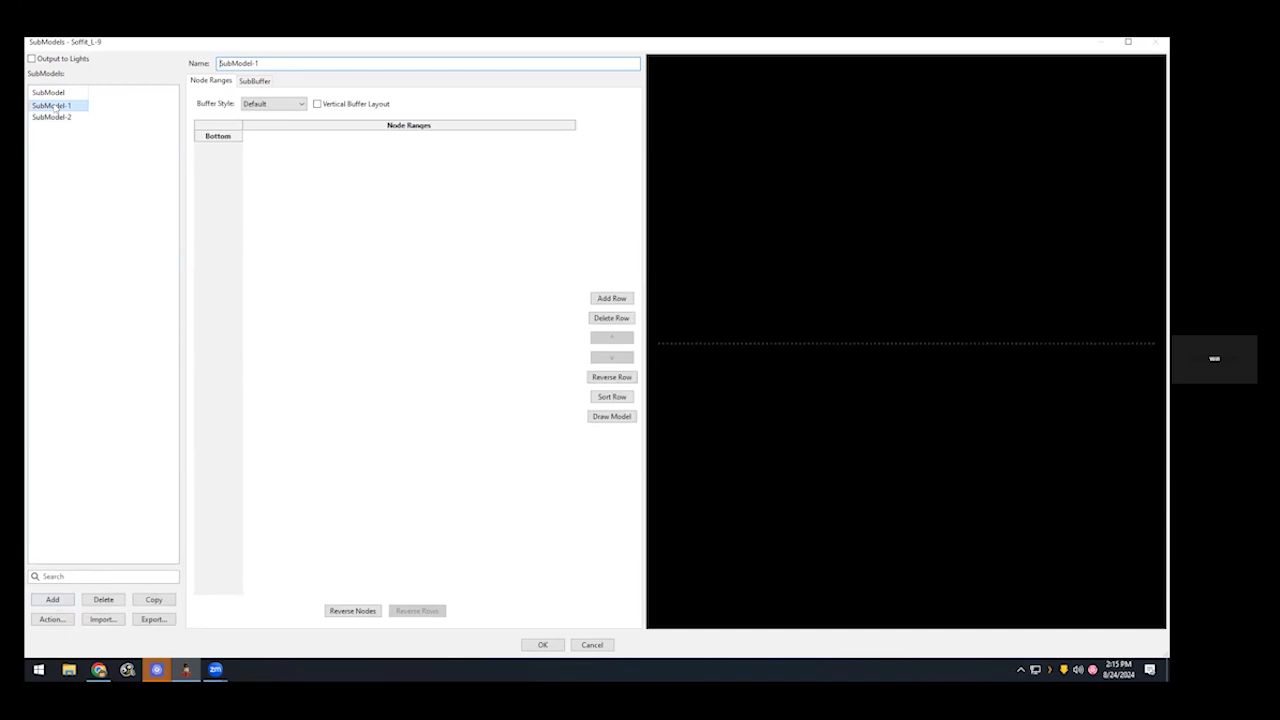 SubModels - Soffit_L-9
Output to Lights
SubModels:
SubModel
SubModel-1
SubModel-2
Search
Add
Delete
Copy
Action...
Import...
Export...
Name:
SubModel-1
Node Ranges
SubBuffer
Buffer Style:
Default
Vertical Buffer Layout
Node Ranges
Bottom
Add Row
Delete Row
^
v
Reverse Row
Sort Row
Draw Model
Reverse Nodes
Reverse Rows
OK
Cancel
zm
2:15 PM
8/24/2024